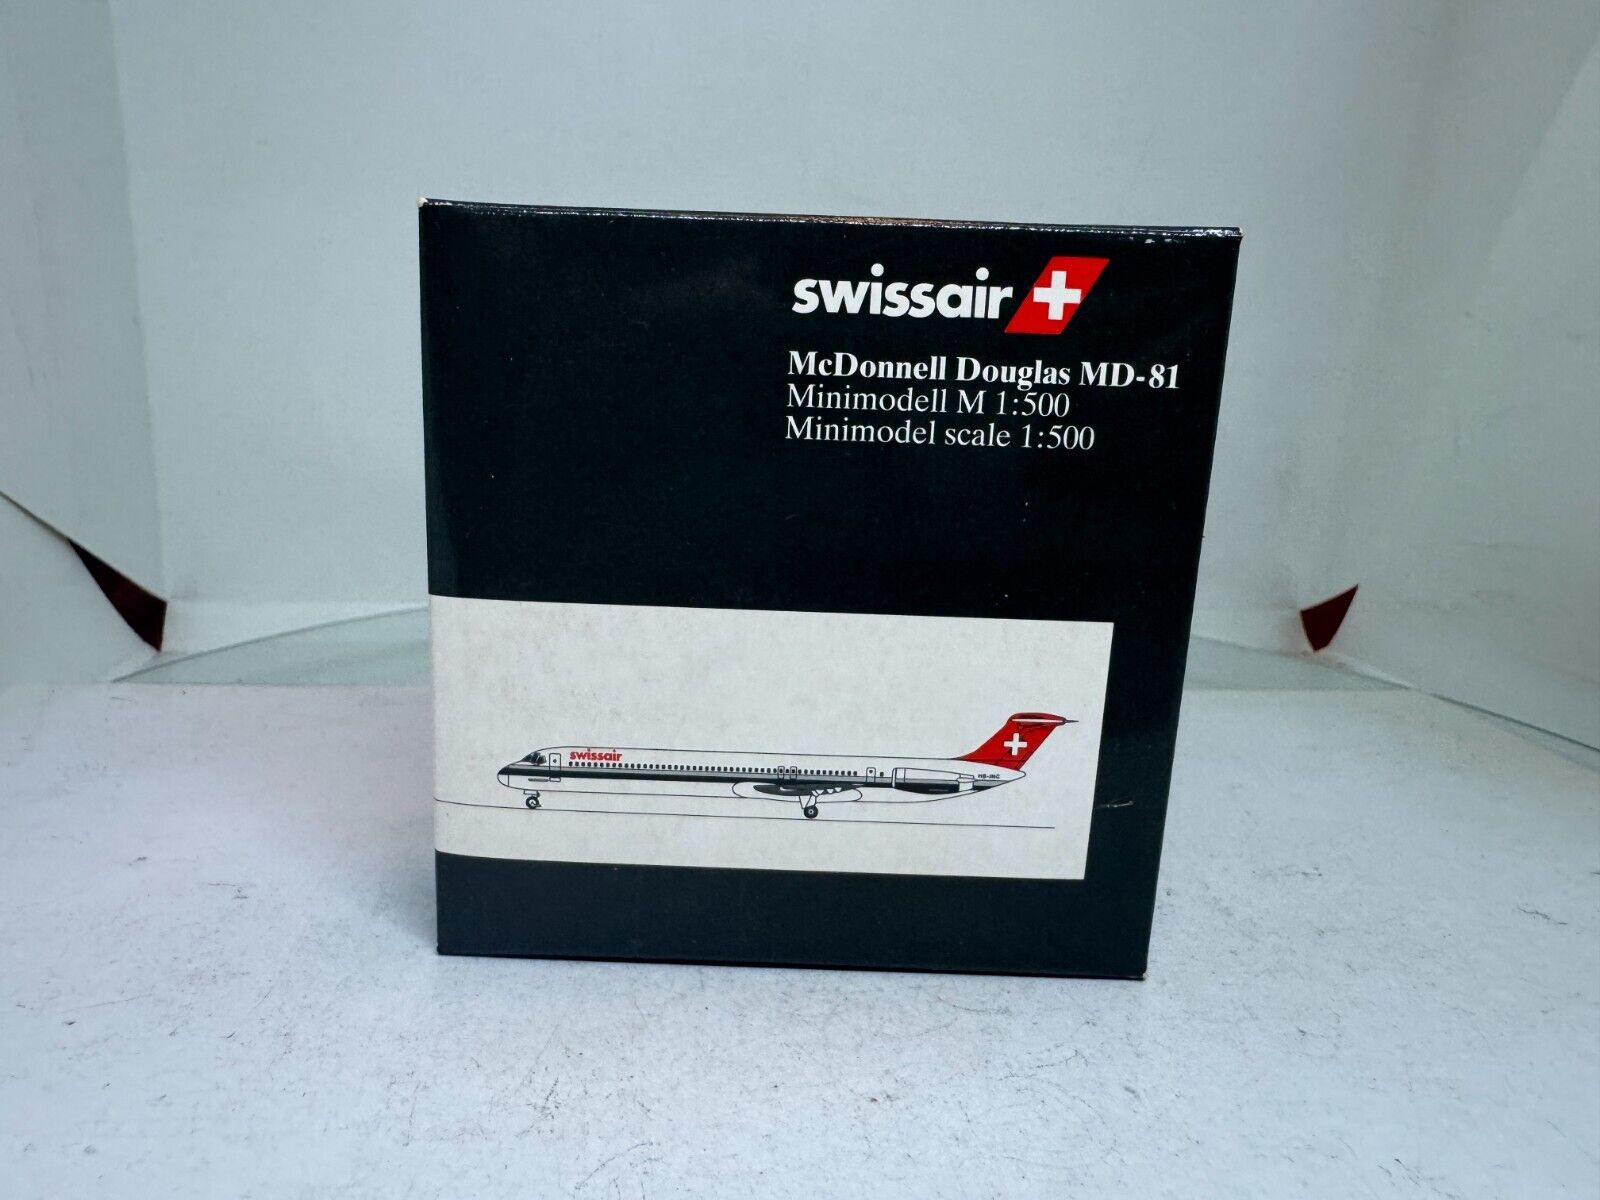 swissair
McDonnell Douglas MD-81
Minimodell M 1:500
Minimodel scale 1:500
swissair